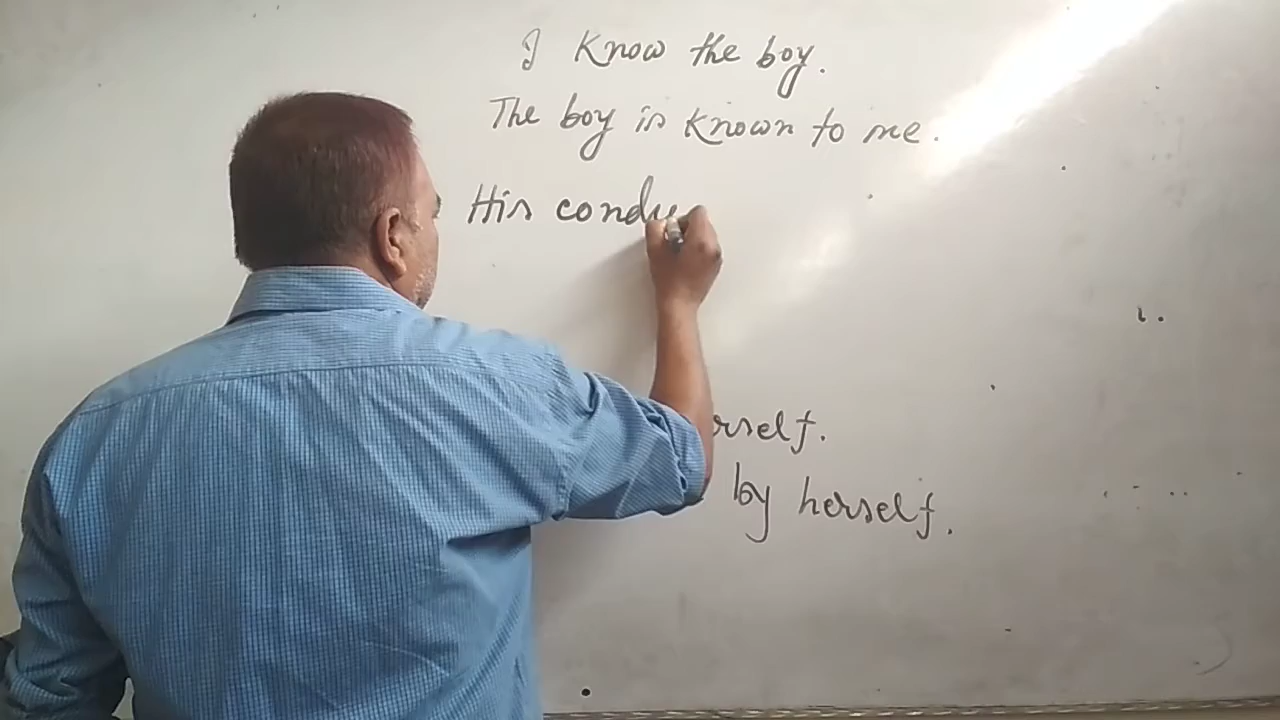 I know the boy.
The boy is known to me.
His condu
rself.
by herself.